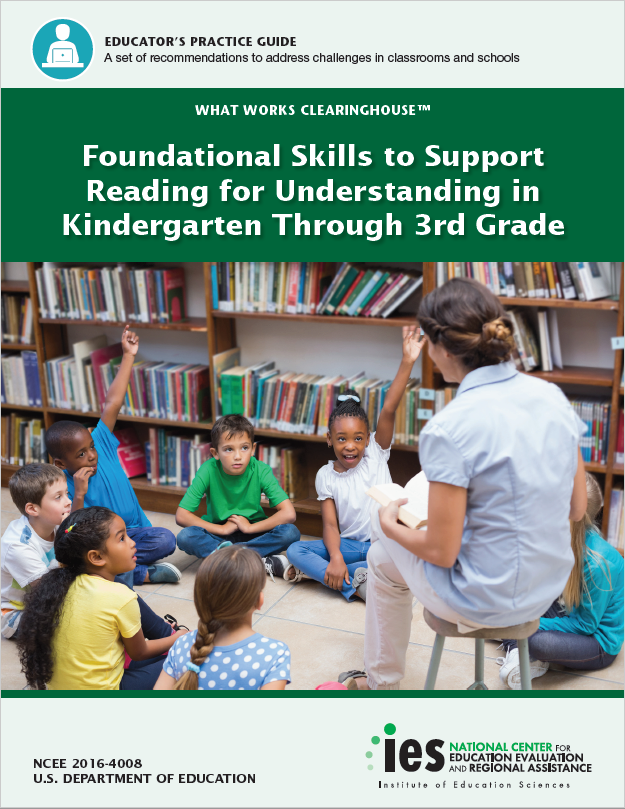 EDUCATOR'S PRACTICE GUIDE
A set of recommendations to address challenges in classrooms and schools
WHAT WORKS CLEARINGHOUSE™
Foundational Skills to Support
Reading for Understanding in
Kindergarten Through 3rd Grade
NCEE 2016-4008
U.S. DEPARTMENT OF EDUCATION
ies
NATIONAL CENTER FOR
EDUCATION EVALUATION
AND REGIONAL ASSISTANCE
Institute of Education Sciences